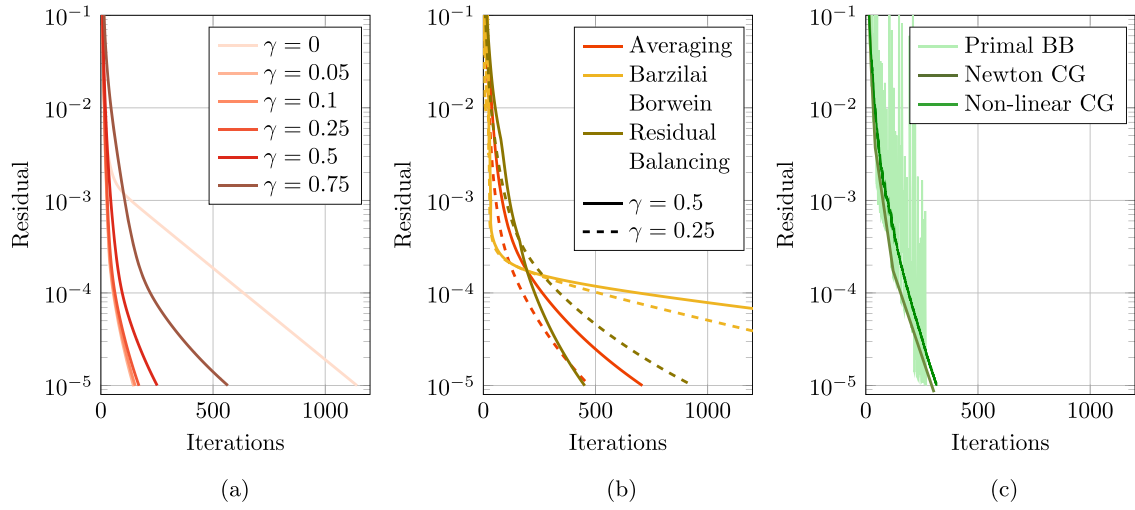 10⁻¹
10⁻²
10⁻³
10⁻⁴
10⁻⁵
Residual
0
500
1000
Iterations
γ = 0
γ = 0.05
γ = 0.1
γ = 0.25
γ = 0.5
γ = 0.75
(a)
10⁻¹
10⁻²
10⁻³
10⁻⁴
10⁻⁵
Residual
0
500
1000
Iterations
Averaging
Barzilai
Borwein
Residual
Balancing
γ = 0.5
γ = 0.25
(b)
10⁻¹
10⁻²
10⁻³
10⁻⁴
10⁻⁵
Residual
0
500
1000
Iterations
Primal BB
Newton CG
Non-linear CG
(c)